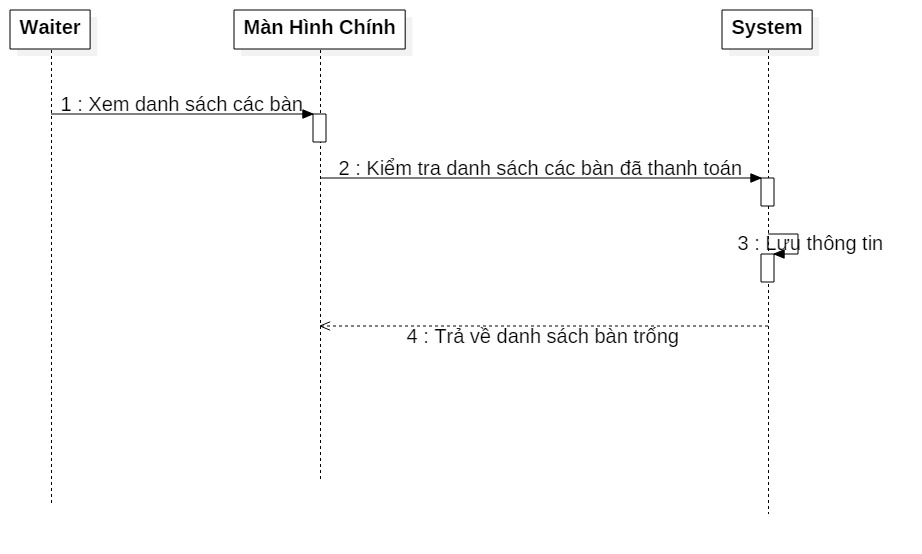 Waiter
Màn Hình Chính
System
1 : Xem danh sách các bàn
2 : Kiểm tra danh sách các bàn đã thanh toán
3 : Lưu thông tin
4 : Trả về danh sách bàn trống